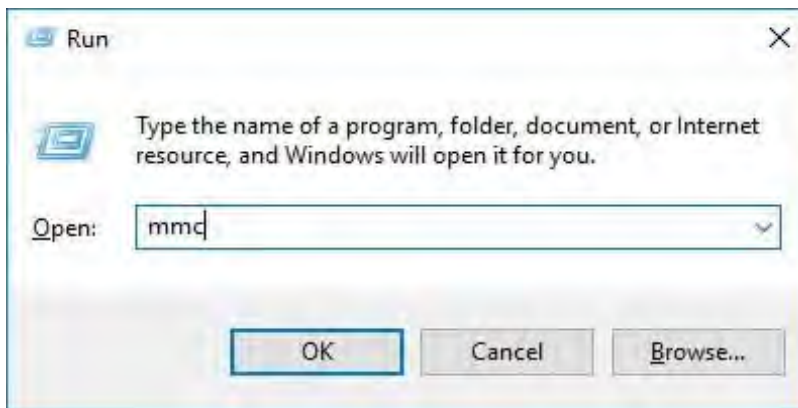 Run
Type the name of a program, folder, document, or Internet
resource, and Windows will open it for you.
Open: mmc
OK Cancel Browse...